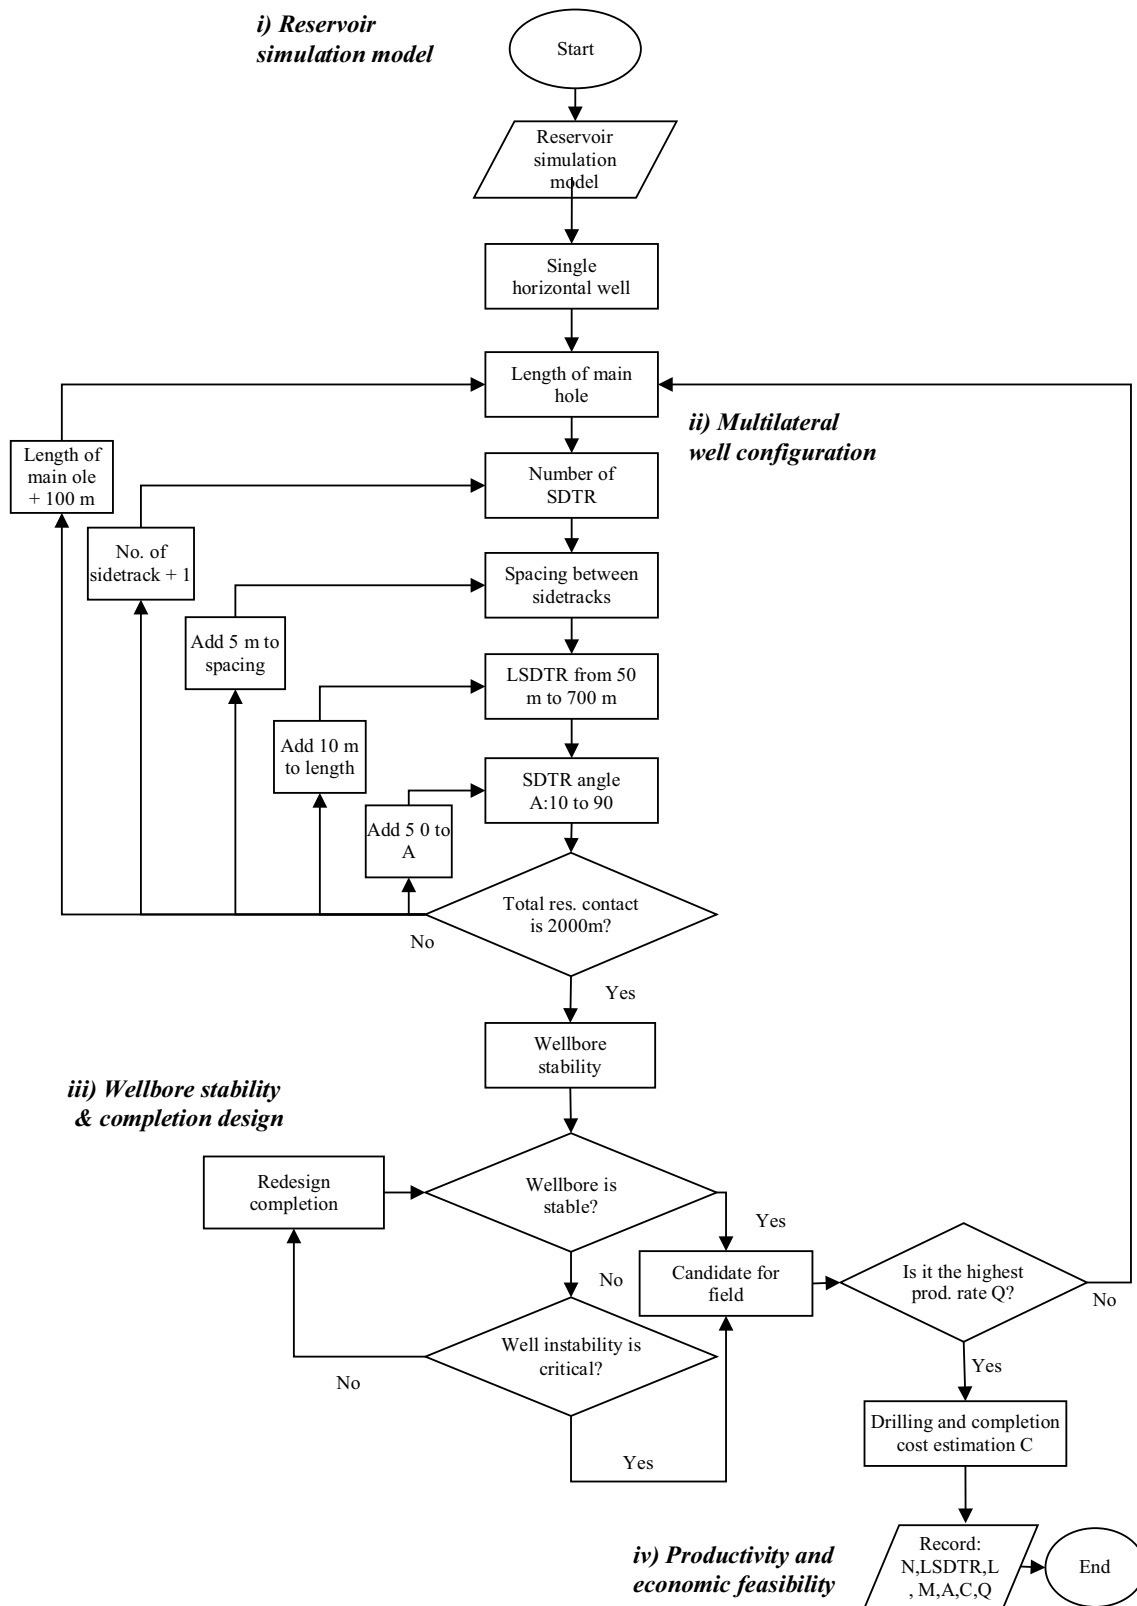 i) Reservoir
simulation model
Start
Reservoir
simulation
model
Single
horizontal well
Length of main
hole
ii) Multilateral
well configuration
Length of
main ole
+ 100 m
Number of
SDTR
No. of
sidetrack + 1
Spacing between
sidetracks
Add 5 m to
spacing
LSDTR from 50
m to 700 m
Add 10 m
to length
SDTR angle
A:10 to 90
Add 5 0 to
A
Total res. contact
is 2000m?
No
Yes
Wellbore
stability
iii) Wellbore stability
& completion design
Redesign
completion
Wellbore is
stable?
Yes
No
Candidate for
field
Is it the highest
prod. rate Q?
No
Well instability is
critical?
No
Yes
Yes
Drilling and completion
cost estimation C
iv) Productivity and
economic feasibility
Record:
N,LSDTR,L
, M,A,C,Q
End